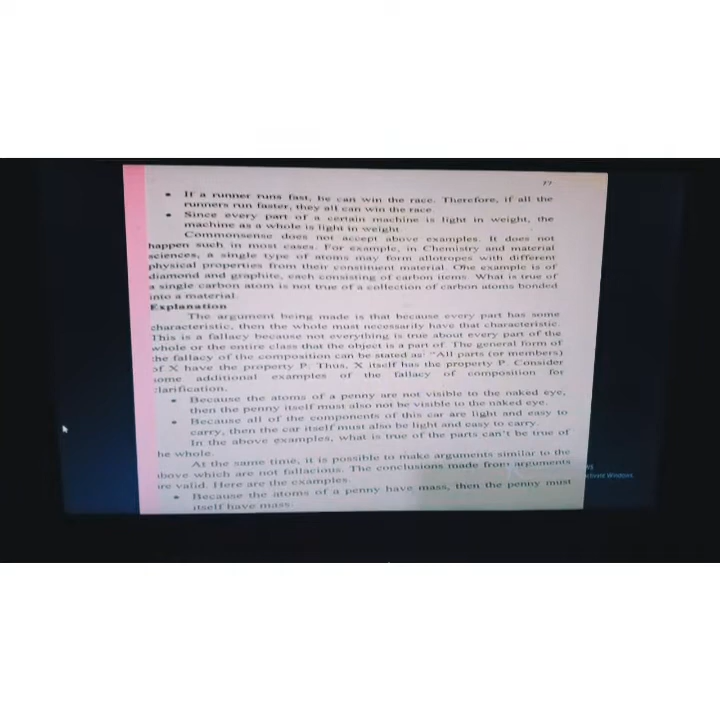 77
• If a runner runs fast, he can win the race. Therefore, if all the
runners run faster, they all can win the race.
• Since every part of a certain machine is light in weight, the
machine as a whole is light in weight.
Commonsense does not accept above examples. It does not
happen such in most cases. For example, in Chemistry and material
sciences, a single type of atoms may form allotropes with different
physical properties from their constituent material. One example is of
diamond and graphite, each consisting of carbon items. What is true of
a single carbon atom is not true of a collection of carbon atoms bonded
into a material.
Explanation
The argument being made is that because every part has some
characteristic, then the whole must necessarily have that characteristic.
This is a fallacy because not everything is true about every part of the
whole or the entire class that the object is a part of. The general form of
the fallacy of the composition can be stated as: "All parts (or members)
of X have the property P. Thus, X itself has the property P. Consider
some additional examples of the fallacy of composition for
clarification.
• Because the atoms of a penny are not visible to the naked eye,
then the penny itself must also not be visible to the naked eye.
• Because all of the components of this car are light and easy to
carry, then the car itself must also be light and easy to carry.
In the above examples, what is true of the parts can't be true of
he whole.
At the same time, it is possible to make arguments similar to the
above which are not fallacious. The conclusions made from arguments
are valid. Here are the examples.
• Because the atoms of a penny have mass, then the penny must
itself have mass.
activate Windows.